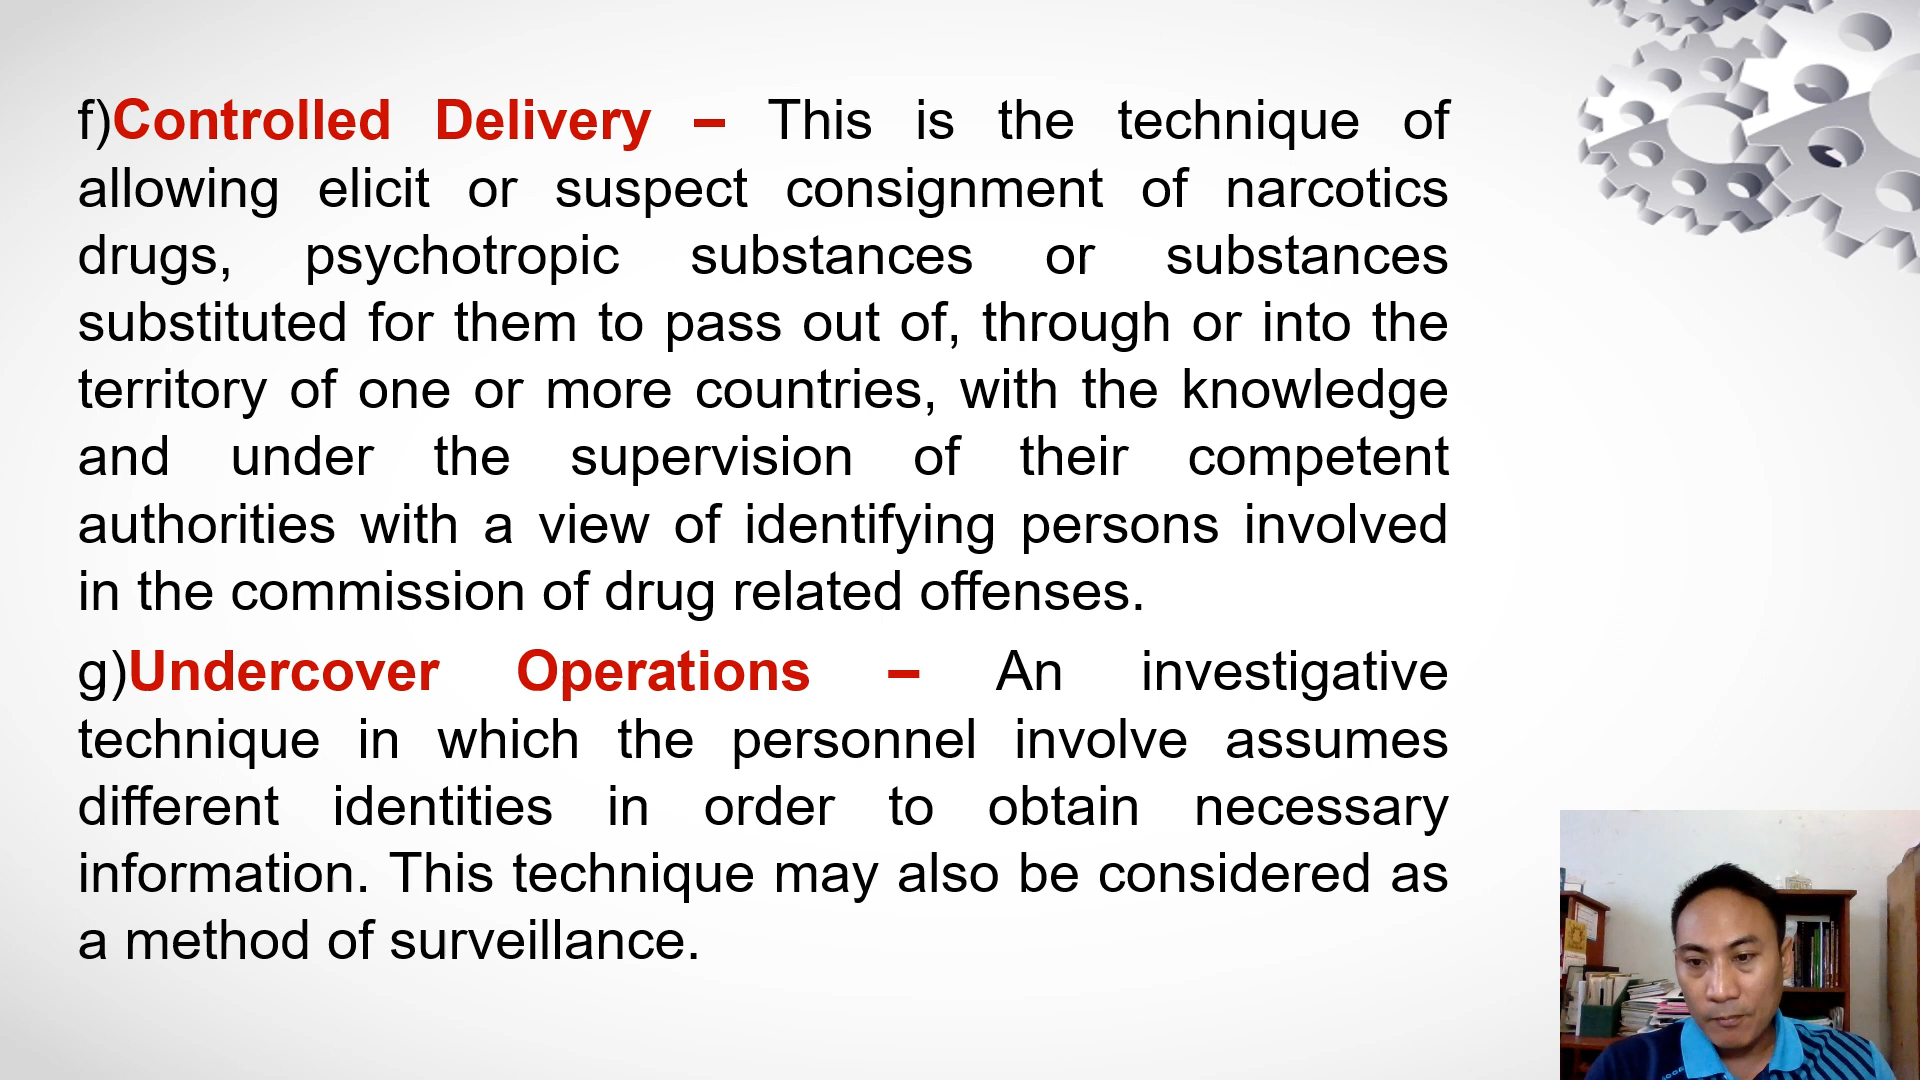 f)Controlled Delivery – This is the technique of
allowing elicit or suspect consignment of narcotics
drugs, psychotropic substances or substances
substituted for them to pass out of, through or into the
territory of one or more countries, with the knowledge
and under the supervision of their competent
authorities with a view of identifying persons involved
in the commission of drug related offenses.
g)Undercover Operations – An investigative
technique in which the personnel involve assumes
different identities in order to obtain necessary
information. This technique may also be considered as
a method of surveillance.